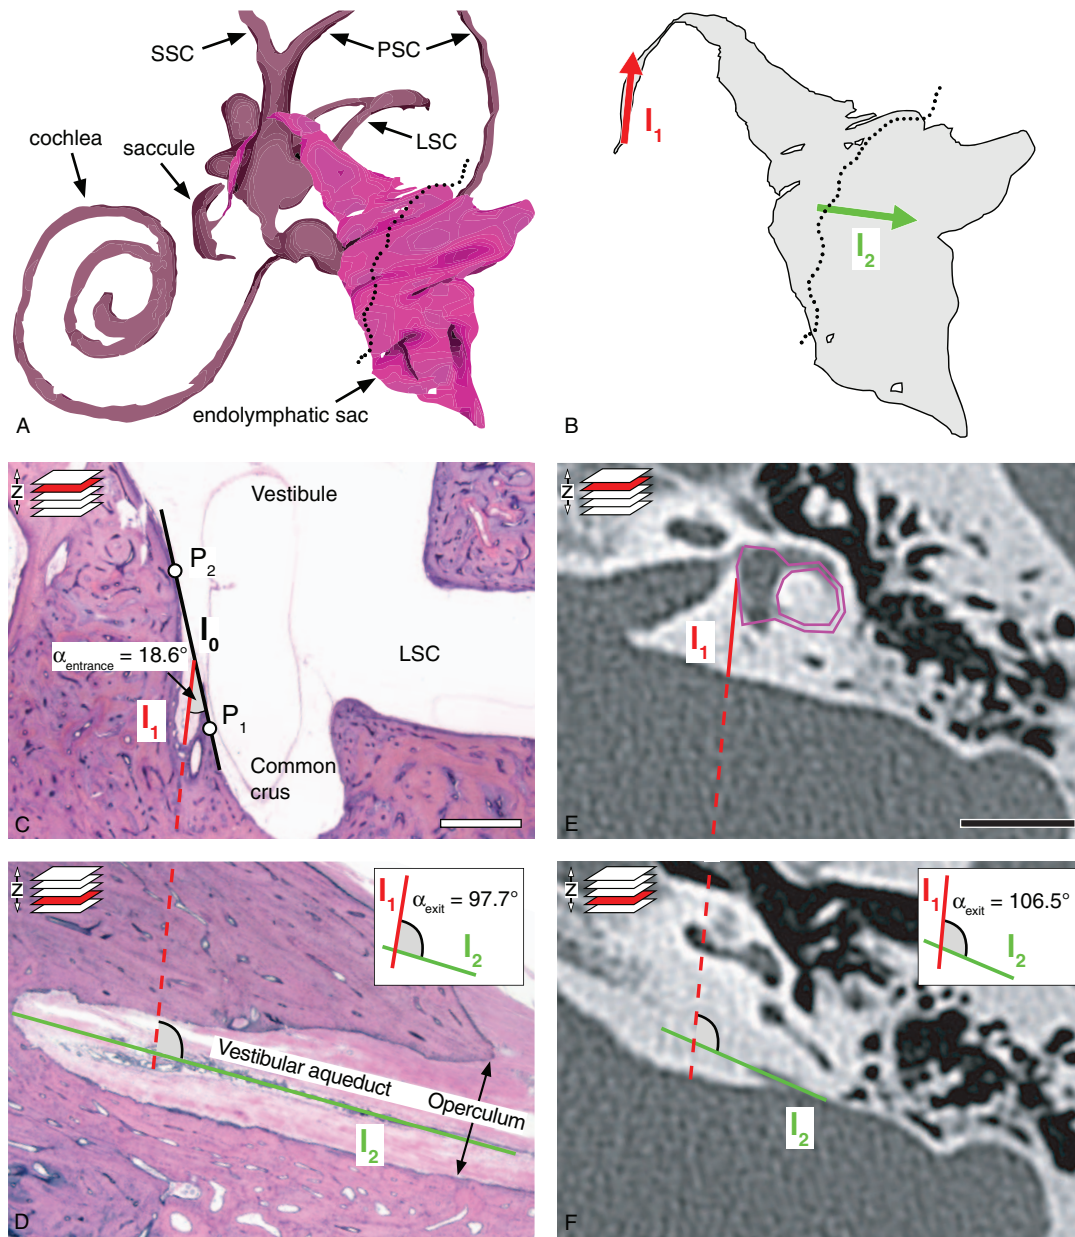 SSC
PSC
LSC
cochlea
saccule
endolymphatic sac
A
I1
I2
B
Z
Vestibule
P2
I0
αentrance = 18.6°
LSC
I1
P1
Common
crus
C
Z
I1
E
Z
I1
αexit = 97.7°
I2
Vestibular aqueduct
Operculum
I2
D
Z
I1
αexit = 106.5°
I2
I2
F